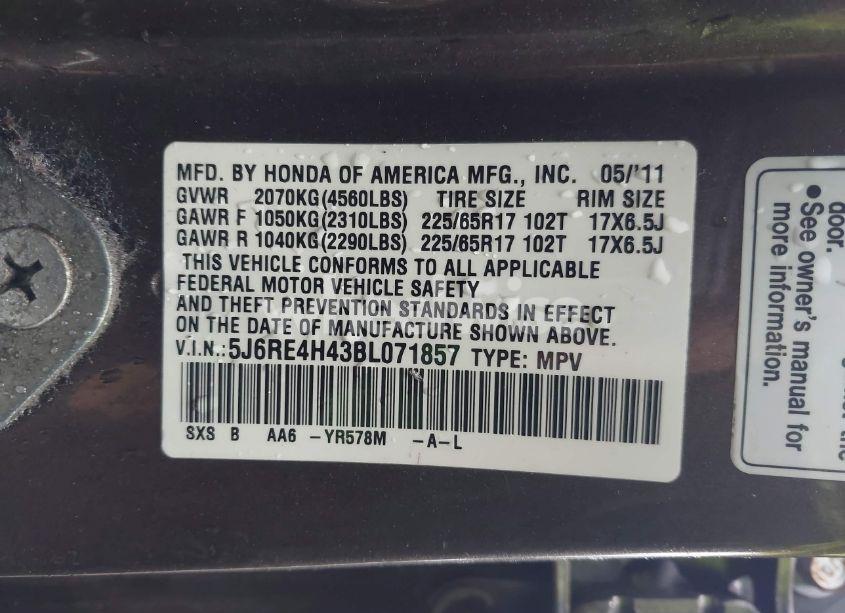 MFD. BY HONDA OF AMERICA MFG., INC. 05/'11
GVWR 2070KG(4560LBS) TIRE SIZE RIM SIZE
GAWR F 1050KG(2310LBS) 225/65R17 102T 17X6.5J
GAWR R 1040KG(2290LBS) 225/65R17 102T 17X6.5J
THIS VEHICLE CONFORMS TO ALL APPLICABLE
FEDERAL MOTOR VEHICLE SAFETY
AND THEFT PREVENTION STANDARDS IN EFFECT
ON THE DATE OF MANUFACTURE SHOWN ABOVE.
V.I.N.:5J6RE4H43BL071857 TYPE: MPV
SXS B AA6 -YR578M -A-L
door.
●See owner's manual for
more information.